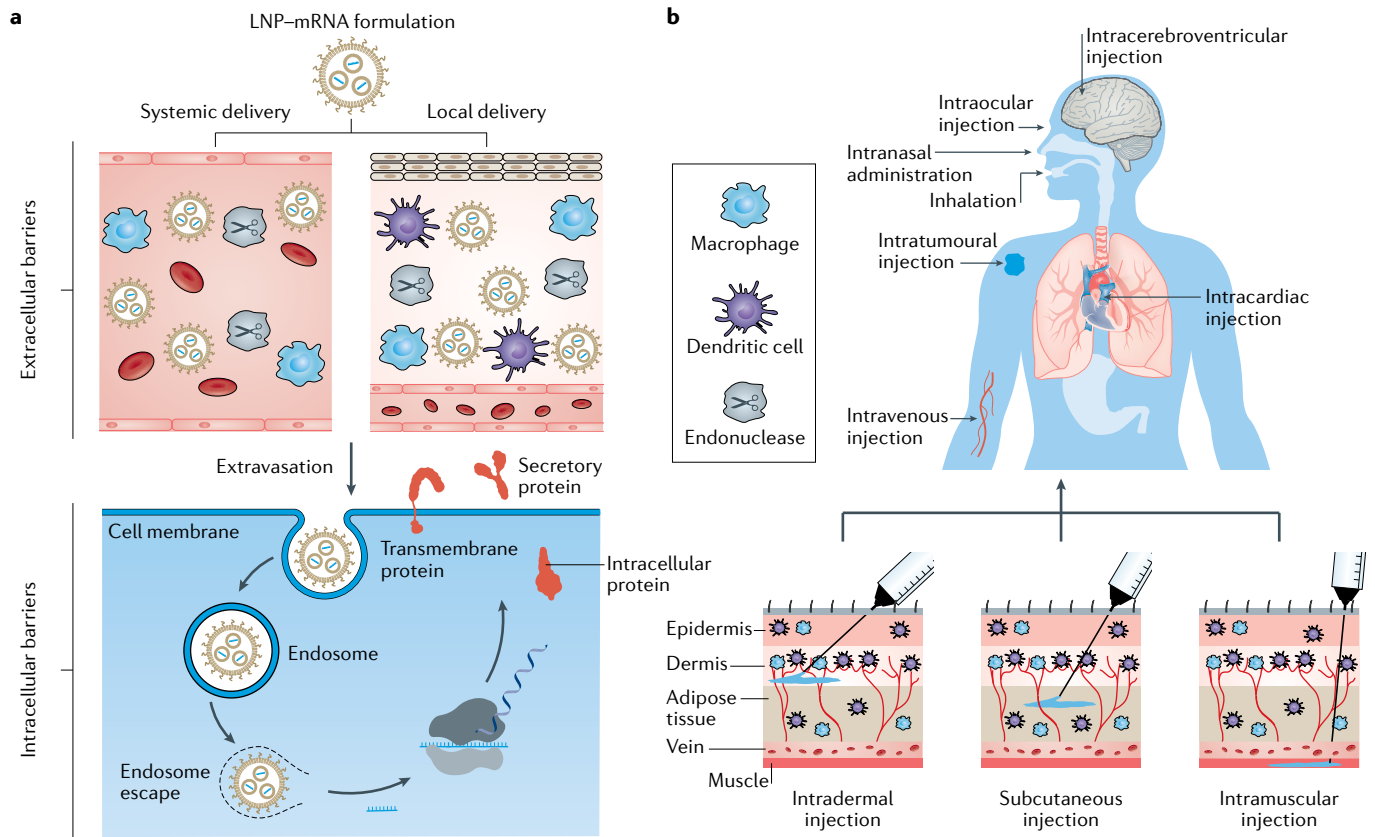 a
LNP–mRNA formulation
Systemic delivery
Local delivery
Extracellular barriers
Extravasation
Secretory
protein
Cell membrane
Transmembrane
protein
Intracellular
protein
Endosome
Endosome
escape
Intracellular barriers
b
Intracerebroventricular
injection
Intraocular
injection
Intranasal
administration
Inhalation
Macrophage
Dendritic cell
Endonuclease
Intratumoural
injection
Intracardiac
injection
Intravenous
injection
Epidermis
Dermis
Adipose
tissue
Vein
Muscle
Intradermal
injection
Subcutaneous
injection
Intramuscular
injection